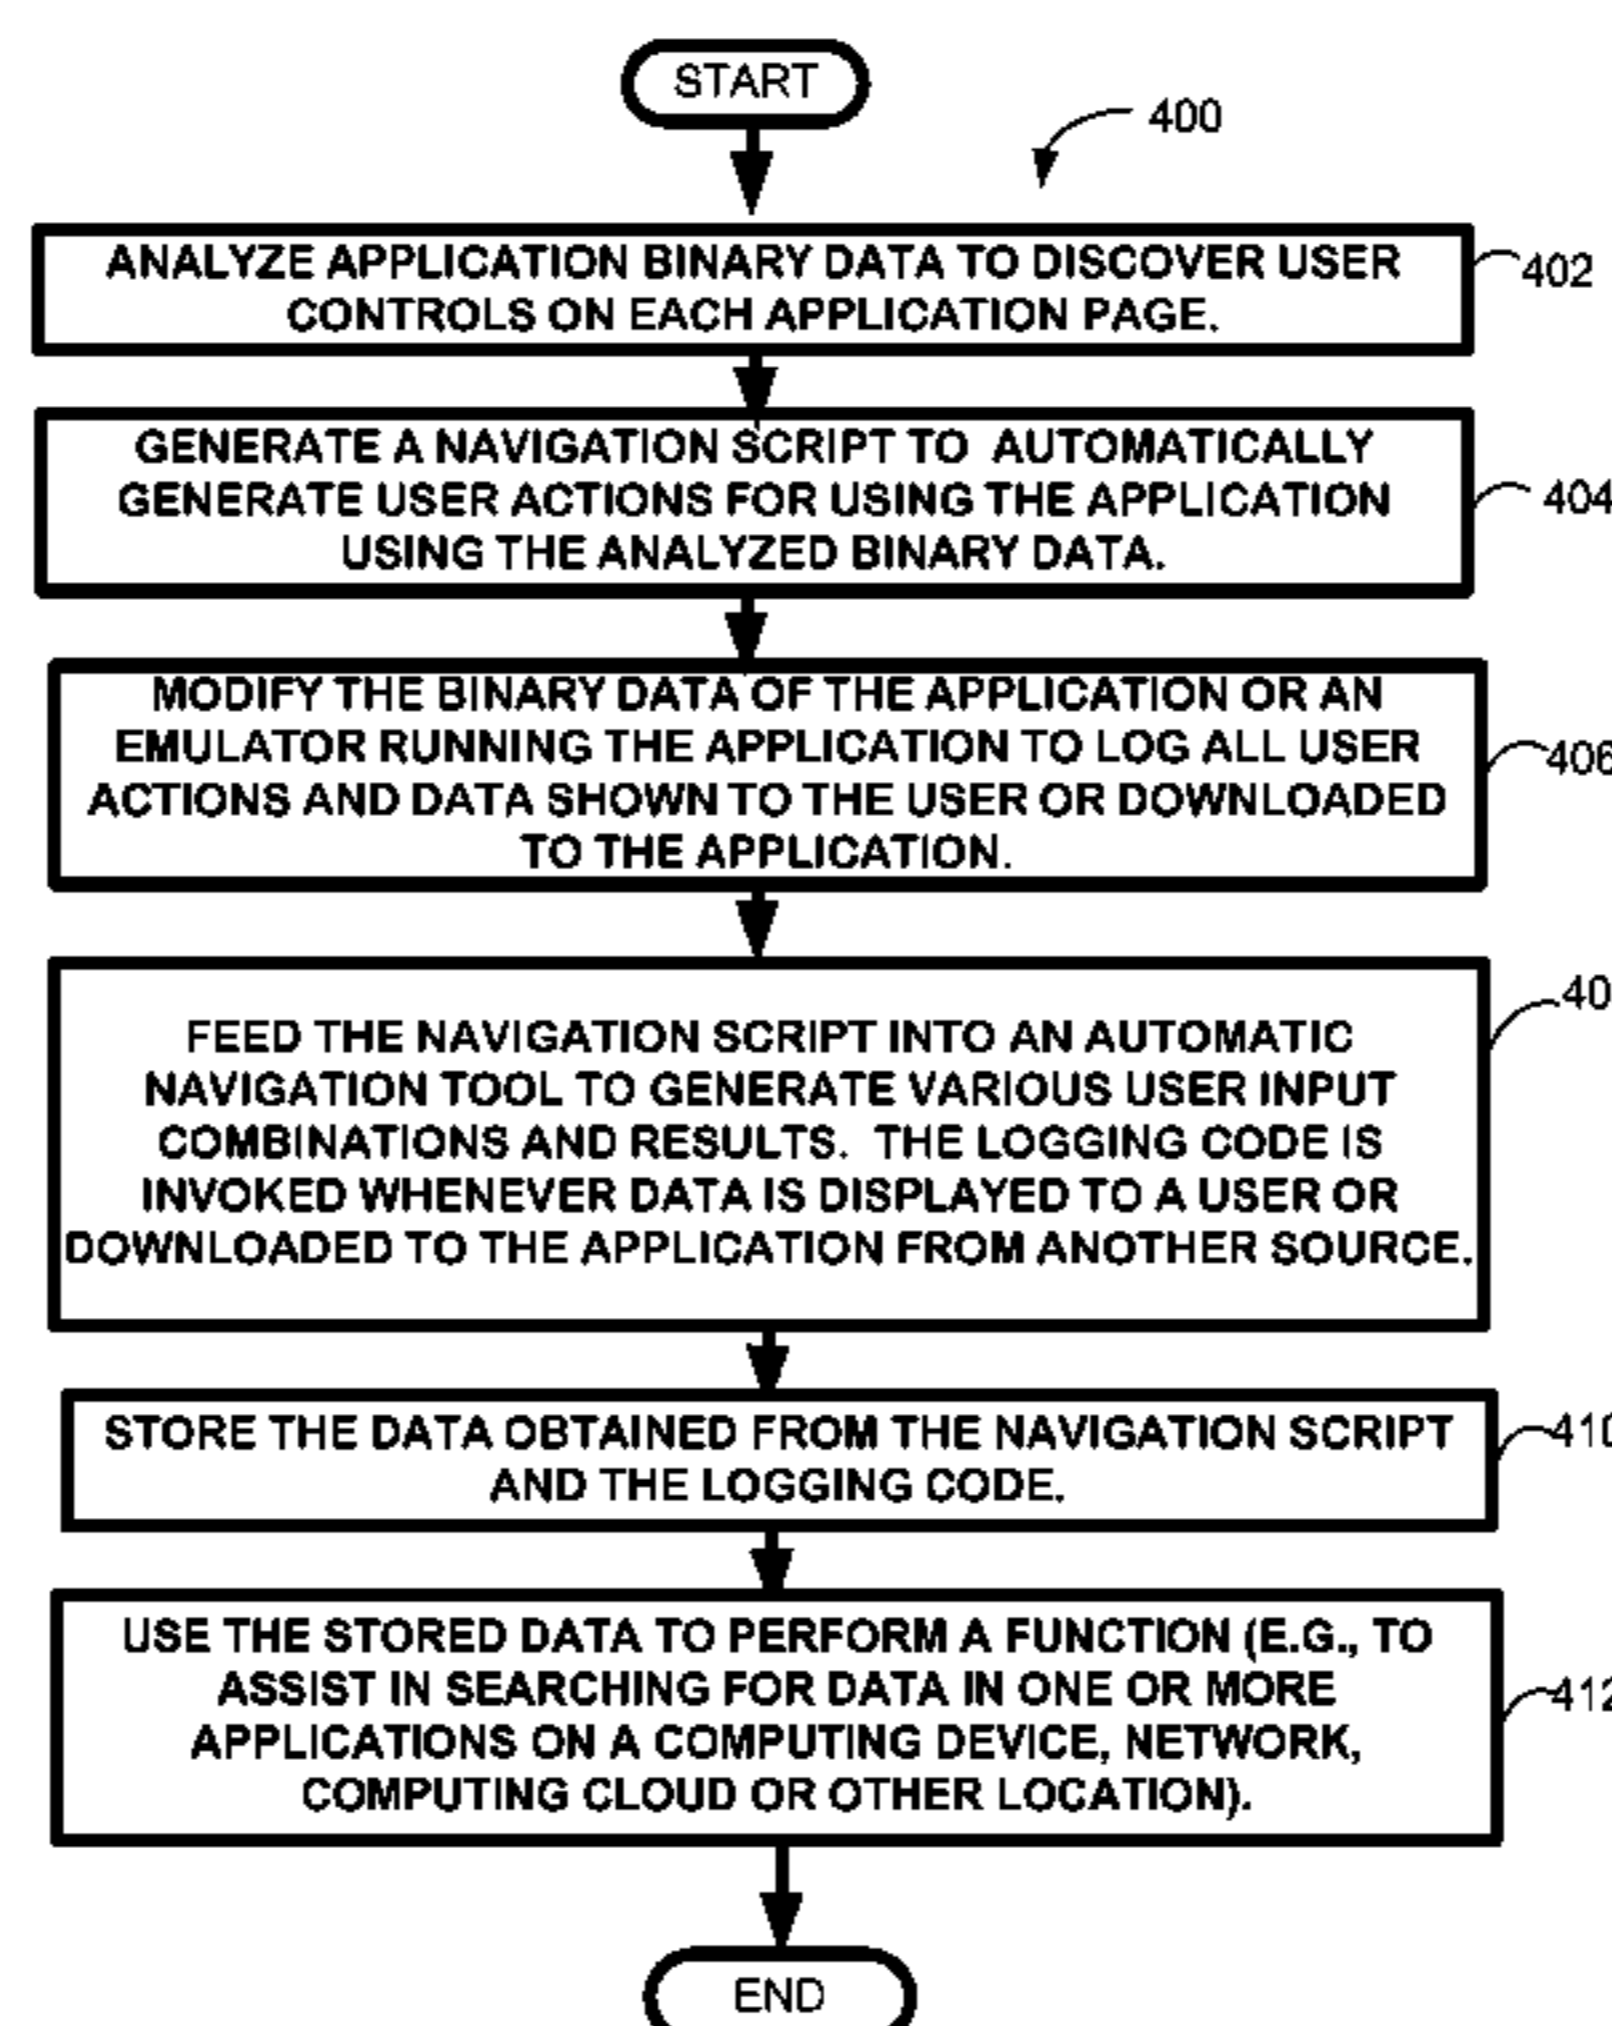 START
400
ANALYZE APPLICATION BINARY DATA TO DISCOVER USER
CONTROLS ON EACH APPLICATION PAGE.
402
GENERATE A NAVIGATION SCRIPT TO AUTOMATICALLY
GENERATE USER ACTIONS FOR USING THE APPLICATION
USING THE ANALYZED BINARY DATA.
404
MODIFY THE BINARY DATA OF THE APPLICATION OR AN
EMULATOR RUNNING THE APPLICATION TO LOG ALL USER
ACTIONS AND DATA SHOWN TO THE USER OR DOWNLOADED
TO THE APPLICATION.
406
FEED THE NAVIGATION SCRIPT INTO AN AUTOMATIC
NAVIGATION TOOL TO GENERATE VARIOUS USER INPUT
COMBINATIONS AND RESULTS. THE LOGGING CODE IS
INVOKED WHENEVER DATA IS DISPLAYED TO A USER OR
DOWNLOADED TO THE APPLICATION FROM ANOTHER SOURCE.
40
STORE THE DATA OBTAINED FROM THE NAVIGATION SCRIPT
AND THE LOGGING CODE.
410
USE THE STORED DATA TO PERFORM A FUNCTION (E.G., TO
ASSIST IN SEARCHING FOR DATA IN ONE OR MORE
APPLICATIONS ON A COMPUTING DEVICE, NETWORK,
COMPUTING CLOUD OR OTHER LOCATION).
412
END